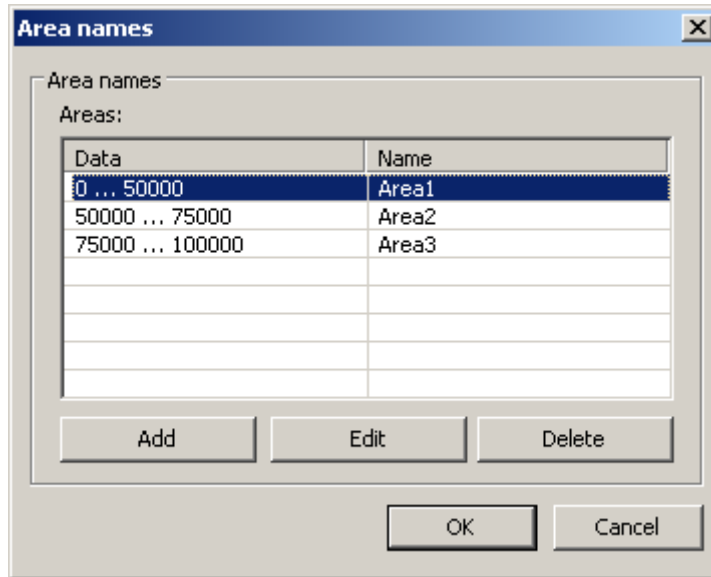 Area names
Area names
Areas:
Data Name
0 ... 50000 Area1
50000 ... 75000 Area2
75000 ... 100000 Area3
Add Edit Delete
OK Cancel